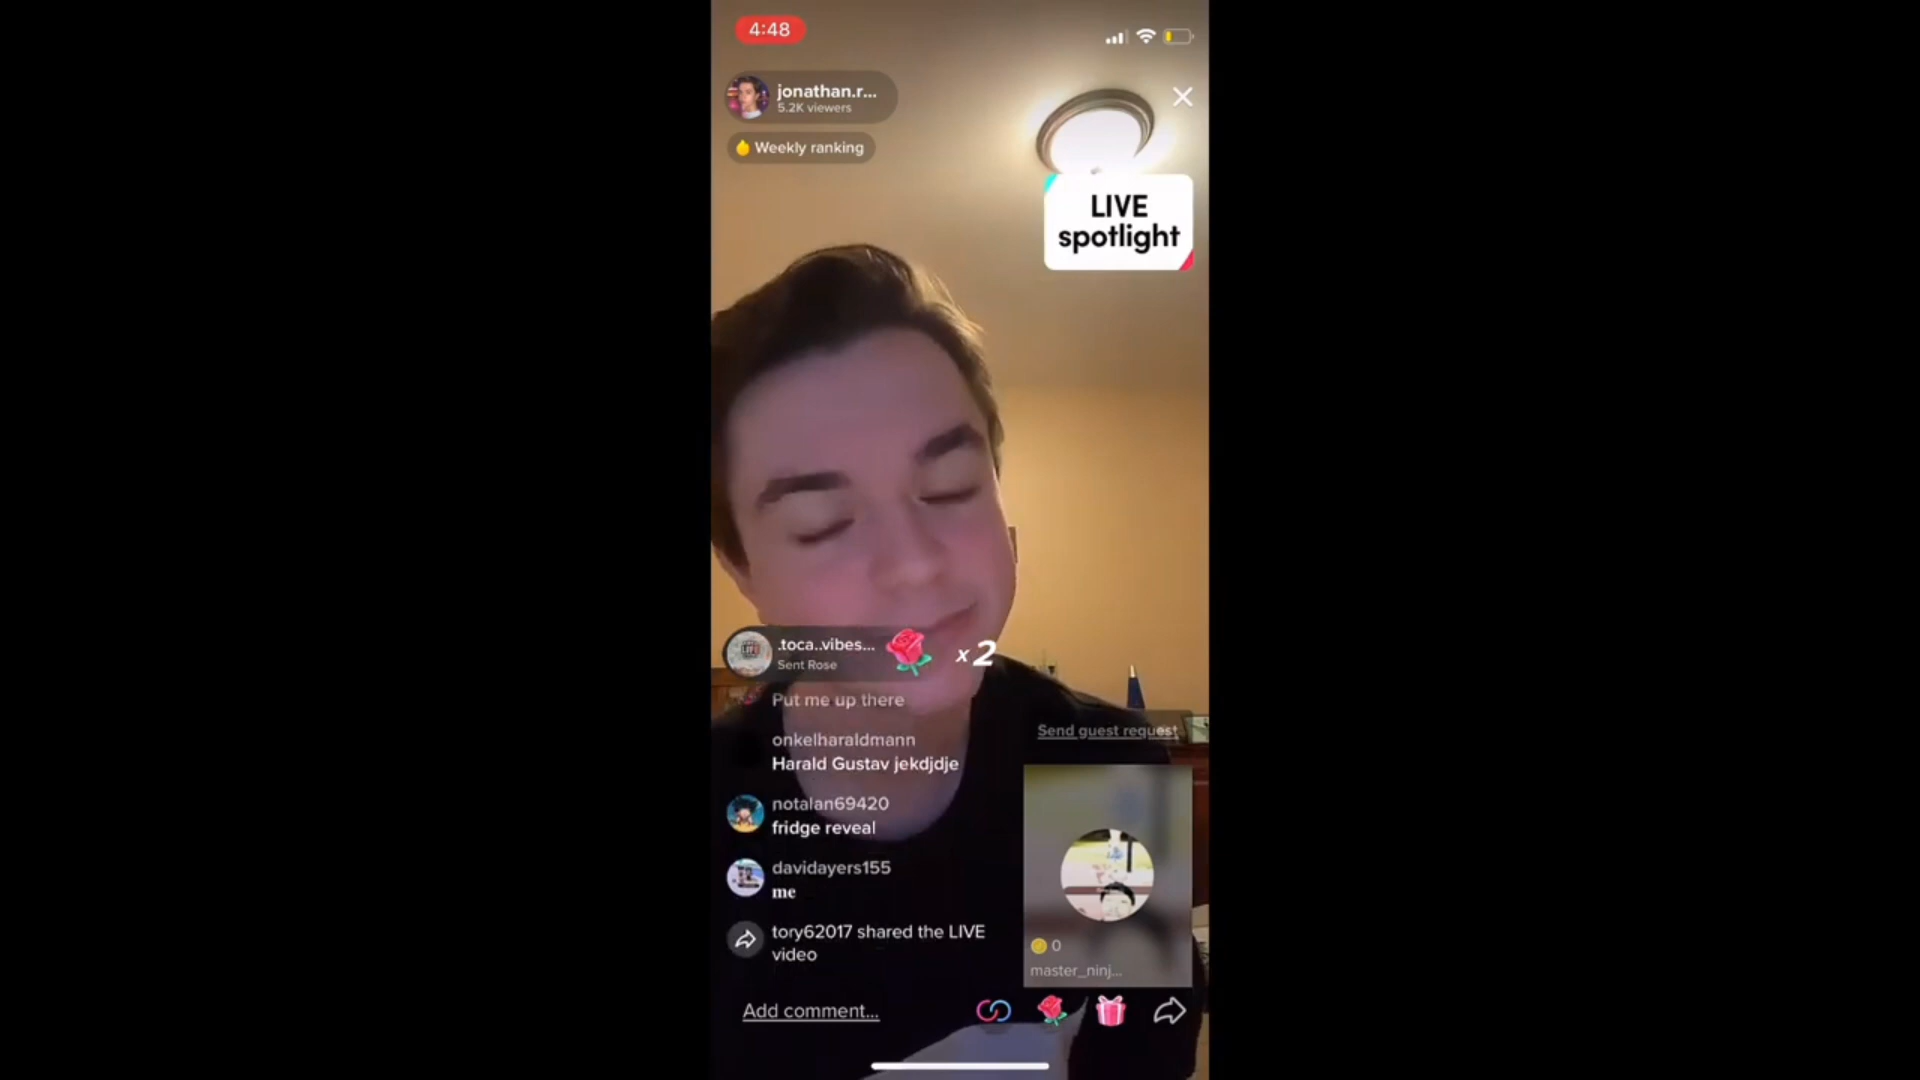 4:48
jonathan.r...
5.2K viewers
Weekly ranking
LIVE
spotlight
.toca..vibes...
Sent Rose
x2
Put me up there
Send guest request
onkelharaldmann
Harald Gustav jekdjdje
notalan69420
fridge reveal
davidayers155
me
tory62017 shared the LIVE
video
0
master_ninj...
Add comment...